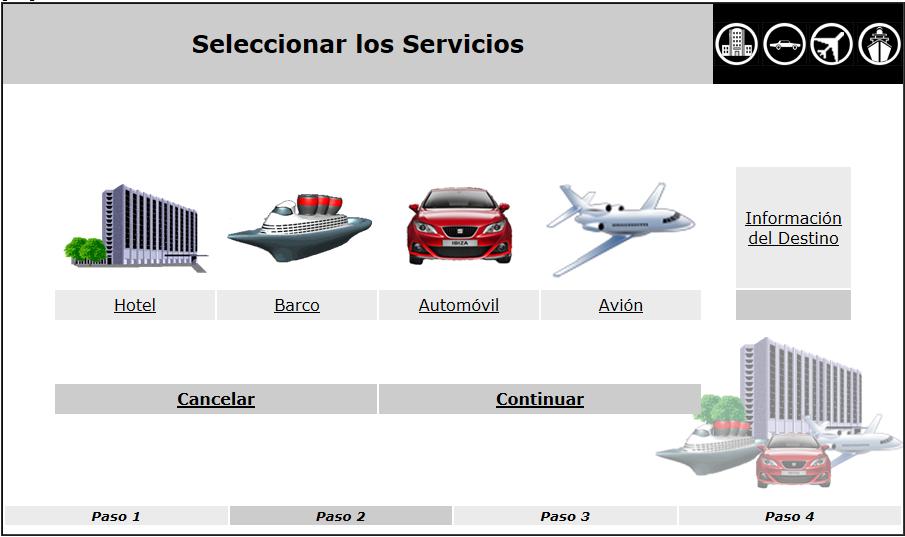 Seleccionar los Servicios
Información
del Destino
Hotel
Barco
Automóvil
Avión
IBIZA
Cancelar
Continuar
Paso 1
Paso 2
Paso 3
Paso 4